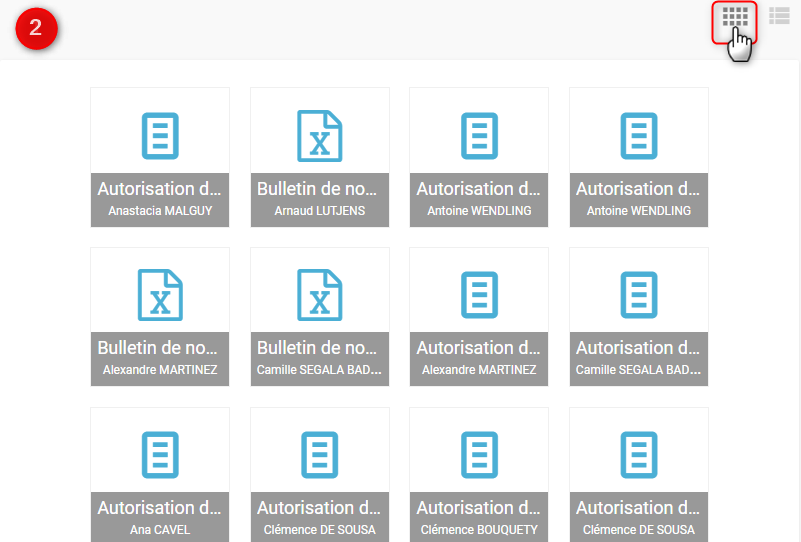 2
Autorisation d...
Anastacia MALGUY
Bulletin de no...
Arnaud LUTJENS
Autorisation d...
Antoine WENDLING
Autorisation d...
Antoine WENDLING
X
Bulletin de no...
Alexandre MARTINEZ
X
Bulletin de no...
Camille SEGALA BAD...
Autorisation d...
Alexandre MARTINEZ
Autorisation d...
Camille SEGALA BAD...
Autorisation d...
Ana CAVEL
Autorisation d...
Clémence DE SOUSA
Autorisation d...
Clémence BOUQUETY
Autorisation d...
Clémence DE SOUSA